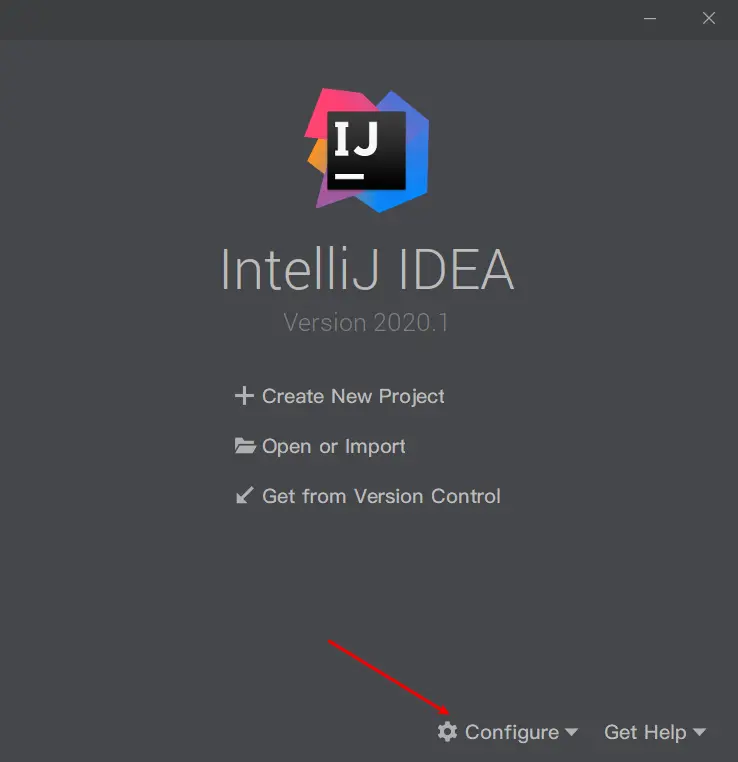 IJ
IntelliJ IDEA
Version 2020.1
Create New Project
Open or Import
Get from Version Control
Configure Get Help